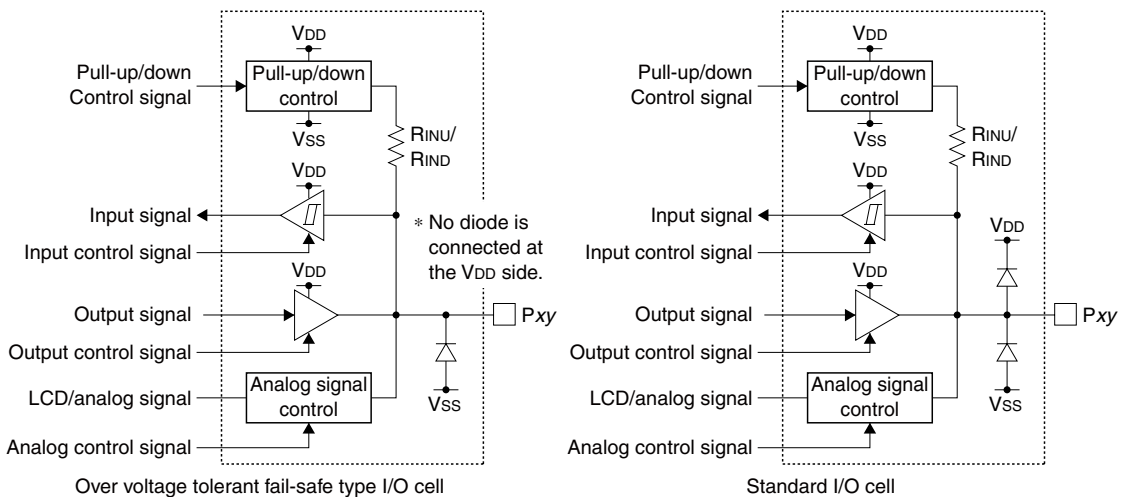 VDD
Pull-up/down
Control signal
Pull-up/down
control
VSS
RINU/
RIND
VDD
Input signal
Input control signal
* No diode is
connected at
the VDD side.
VDD
Output signal
Pxy
Output control signal
LCD/analog signal
Analog signal
control
VSS
Analog control signal
Over voltage tolerant fail-safe type I/O cell
VDD
Pull-up/down
Control signal
Pull-up/down
control
VSS
RINU/
RIND
VDD
Input signal
Input control signal
VDD
VDD
Output signal
Pxy
Output control signal
LCD/analog signal
Analog signal
control
VSS
Analog control signal
Standard I/O cell